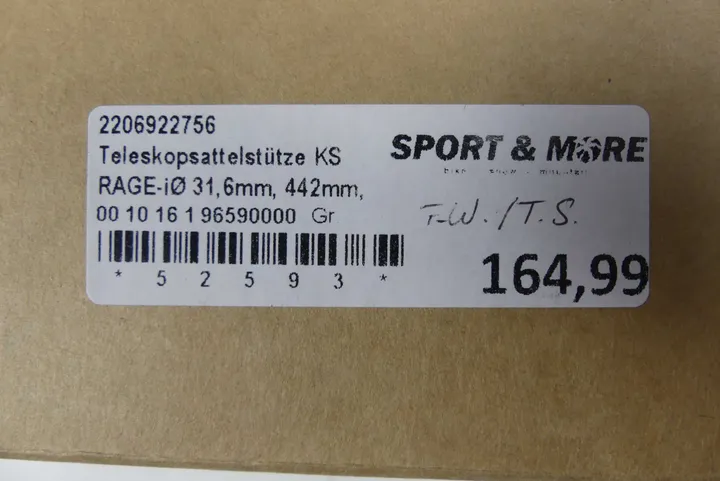 2206922756
Teleskopsattelstütze KS
RAGE-iØ 31,6mm, 442mm,
00 10 16 1 96590000 Gr
* 5 2 5 9 3 *
SPORT & MORE
T.W./T.S.
164,99